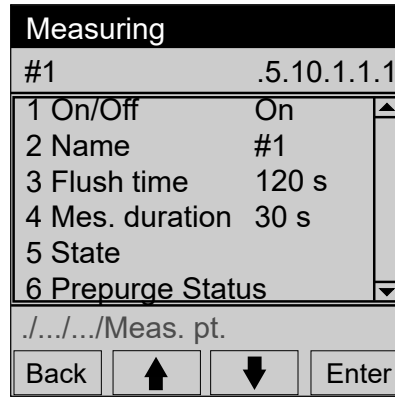 Measuring
#1 .5.10.1.1.1
1 On/Off On
2 Name #1
3 Flush time 120 s
4 Mes. duration 30 s
5 State
6 Prepurge Status
./.../.../Meas. pt.
Back Enter